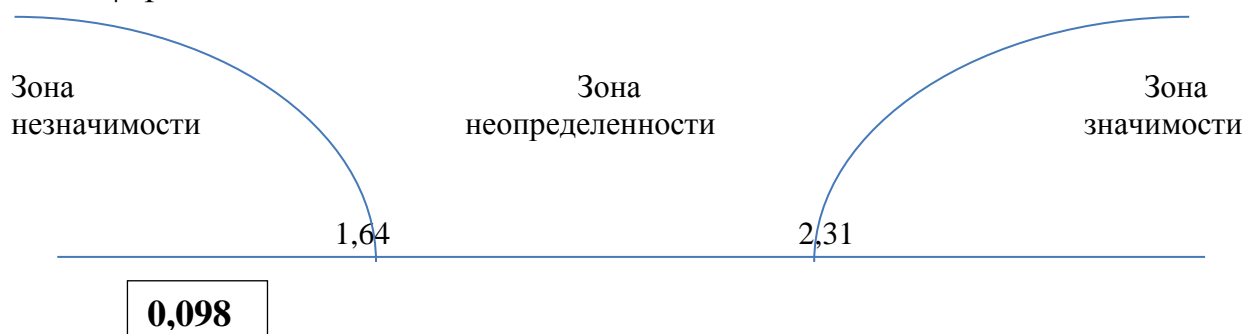 Зона
незначимости
Зона
неопределенности
Зона
значимости
1,64
2,31
0,098